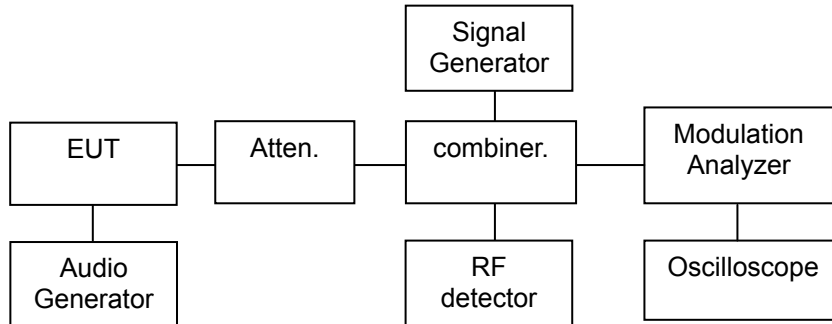 Signal
Generator
EUT
Atten.
combiner.
Modulation
Analyzer
Audio
Generator
RF
detector
Oscilloscope